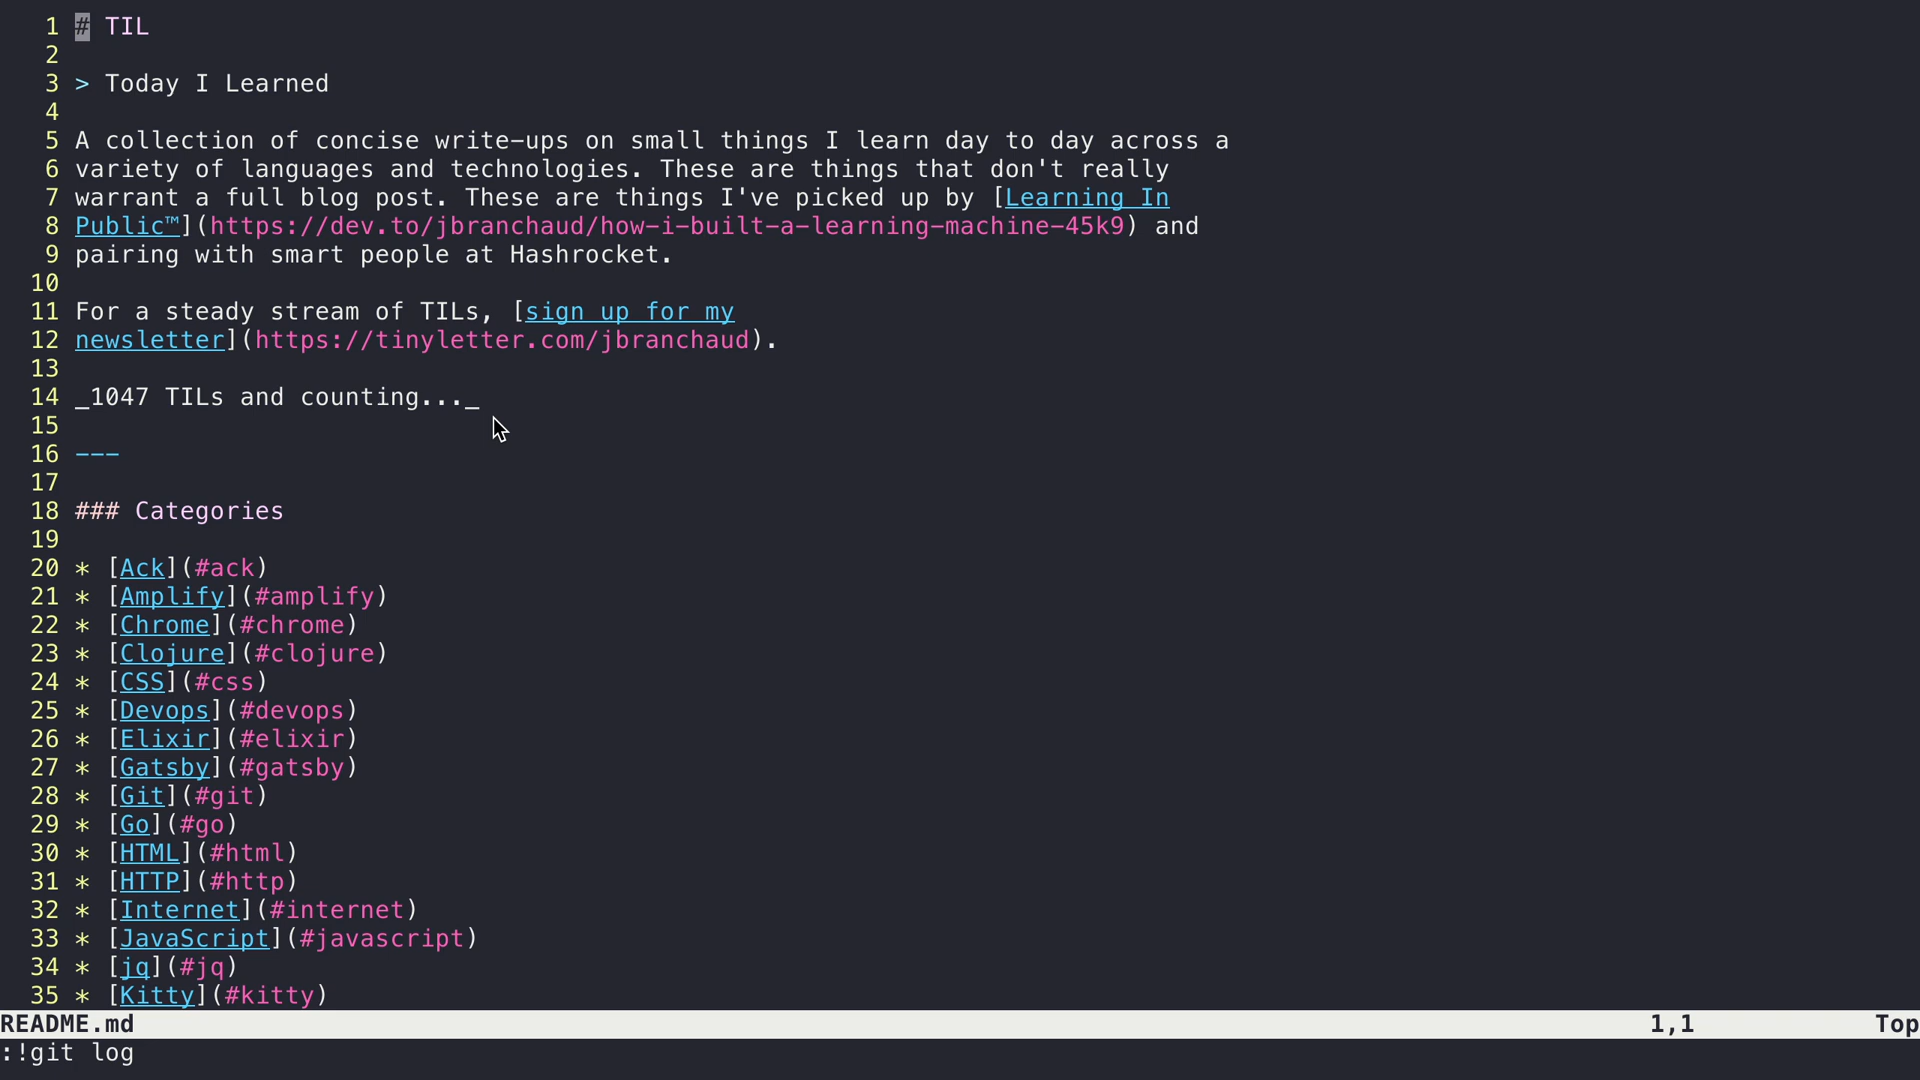 1 # TIL
2
3 > Today I Learned
4
5 A collection of concise write-ups on small things I learn day to day across a
6 variety of languages and technologies. These are things that don't really
7 warrant a full blog post. These are things I've picked up by [Learning In
8 Public™](https://dev.to/jbranchaud/how-i-built-a-learning-machine-45k9) and
9 pairing with smart people at Hashrocket.
10
11 For a steady stream of TILs, [sign up for my
12 newsletter](https://tinyletter.com/jbranchaud).
13
14 _1047 TILs and counting..._
15
16 ---
17
18 ### Categories
19
20 * [Ack](#ack)
21 * [Amplify](#amplify)
22 * [Chrome](#chrome)
23 * [Clojure](#clojure)
24 * [CSS](#css)
25 * [Devops](#devops)
26 * [Elixir](#elixir)
27 * [Gatsby](#gatsby)
28 * [Git](#git)
29 * [Go](#go)
30 * [HTML](#html)
31 * [HTTP](#http)
32 * [Internet](#internet)
33 * [JavaScript](#javascript)
34 * [jq](#jq)
35 * [Kitty](#kitty)
README.md 1,1 Top
:!git log